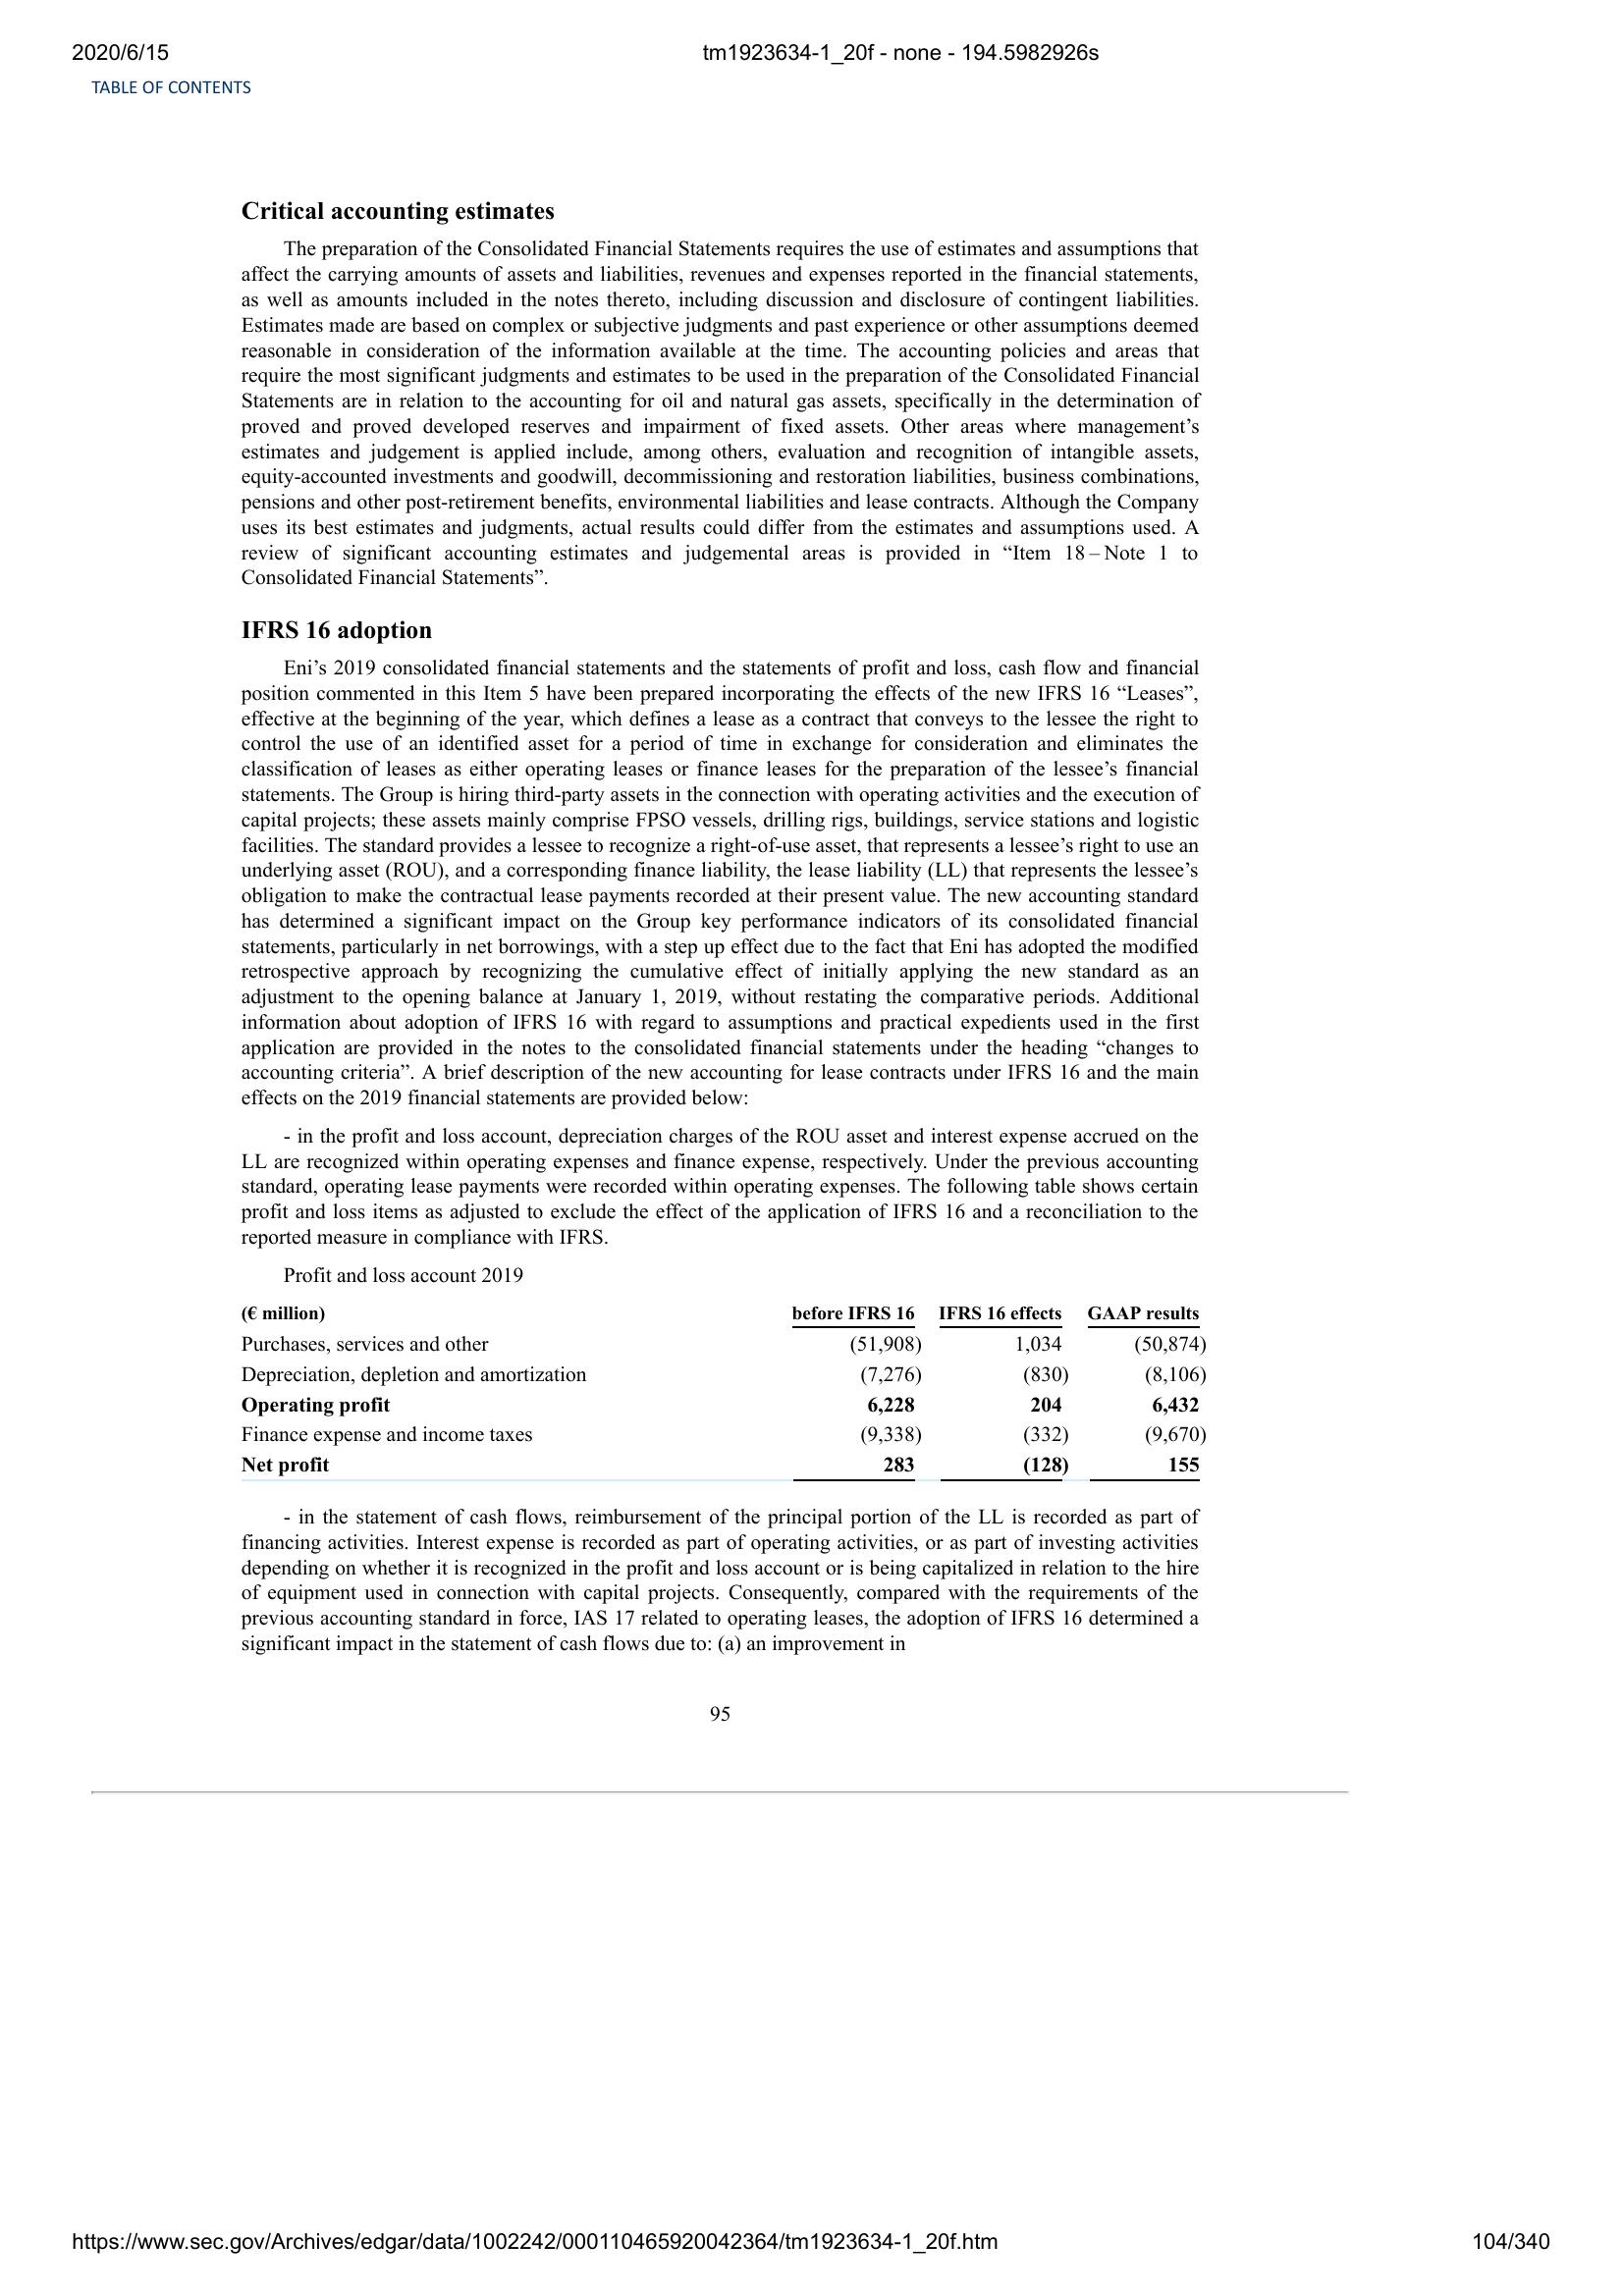 2020/6/15 tm1923634-1_20f - none - 194.5982926s
TABLE OF CONTENTS
Critical accounting estimates
The preparation of the Consolidated Financial Statements requires the use of estimates and assumptions that
affect the carrying amounts of assets and liabilities, revenues and expenses reported in the financial statements,
as well as amounts included in the notes thereto, including discussion and disclosure of contingent liabilities.
Estimates made are based on complex or subjective judgments and past experience or other assumptions deemed
reasonable in consideration of the information available at the time. The accounting policies and areas that
require the most significant judgments and estimates to be used in the preparation of the Consolidated Financial
Statements are in relation to the accounting for oil and natural gas assets, specifically in the determination of
proved and proved developed reserves and impairment of fixed assets. Other areas where management’s
estimates and judgement is applied include, among others, evaluation and recognition of intangible assets,
equity-accounted investments and goodwill, decommissioning and restoration liabilities, business combinations,
pensions and other post-retirement benefits, environmental liabilities and lease contracts. Although the Company
uses its best estimates and judgments, actual results could differ from the estimates and assumptions used. A
review of significant accounting estimates and judgemental areas is provided in “Item 18 – Note 1 to
Consolidated Financial Statements”.
IFRS 16 adoption
Eni’s 2019 consolidated financial statements and the statements of profit and loss, cash flow and financial
position commented in this Item 5 have been prepared incorporating the effects of the new IFRS 16 “Leases”,
effective at the beginning of the year, which defines a lease as a contract that conveys to the lessee the right to
control the use of an identified asset for a period of time in exchange for consideration and eliminates the
classification of leases as either operating leases or finance leases for the preparation of the lessee’s financial
statements. The Group is hiring third-party assets in the connection with operating activities and the execution of
capital projects; these assets mainly comprise FPSO vessels, drilling rigs, buildings, service stations and logistic
facilities. The standard provides a lessee to recognize a right-of-use asset, that represents a lessee’s right to use an
underlying asset (ROU), and a corresponding finance liability, the lease liability (LL) that represents the lessee’s
obligation to make the contractual lease payments recorded at their present value. The new accounting standard
has determined a significant impact on the Group key performance indicators of its consolidated financial
statements, particularly in net borrowings, with a step up effect due to the fact that Eni has adopted the modified
retrospective approach by recognizing the cumulative effect of initially applying the new standard as an
adjustment to the opening balance at January 1, 2019, without restating the comparative periods. Additional
information about adoption of IFRS 16 with regard to assumptions and practical expedients used in the first
application are provided in the notes to the consolidated financial statements under the heading “changes to
accounting criteria”. A brief description of the new accounting for lease contracts under IFRS 16 and the main
effects on the 2019 financial statements are provided below:
- in the profit and loss account, depreciation charges of the ROU asset and interest expense accrued on the
LL are recognized within operating expenses and finance expense, respectively. Under the previous accounting
standard, operating lease payments were recorded within operating expenses. The following table shows certain
profit and loss items as adjusted to exclude the effect of the application of IFRS 16 and a reconciliation to the
reported measure in compliance with IFRS.
Profit and loss account 2019
(€ million) before IFRS 16 IFRS 16 effects GAAP results
Purchases, services and other (51,908) 1,034 (50,874)
Depreciation, depletion and amortization (7,276) (830) (8,106)
Operating profit 6,228 204 6,432
Finance expense and income taxes (9,338) (332) (9,670)
Net profit 283 (128) 155
- in the statement of cash flows, reimbursement of the principal portion of the LL is recorded as part of
financing activities. Interest expense is recorded as part of operating activities, or as part of investing activities
depending on whether it is recognized in the profit and loss account or is being capitalized in relation to the hire
of equipment used in connection with capital projects. Consequently, compared with the requirements of the
previous accounting standard in force, IAS 17 related to operating leases, the adoption of IFRS 16 determined a
significant impact in the statement of cash flows due to: (a) an improvement in
95
https://www.sec.gov/Archives/edgar/data/1002242/000110465920042364/tm1923634-1_20f.htm 104/340